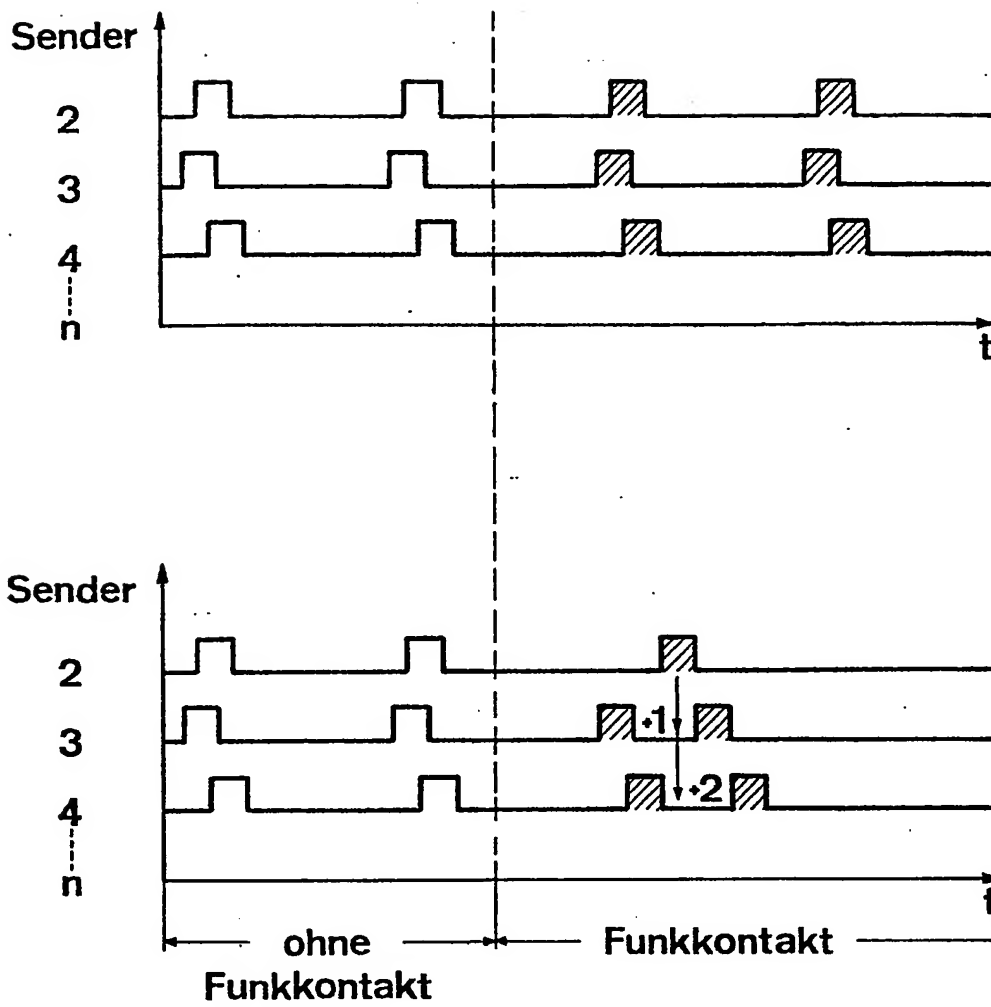 Sender
2
3
4
n
t
Sender
2
3
+1
4
+2
n
t
ohne
Funkkontakt
Funkkontakt